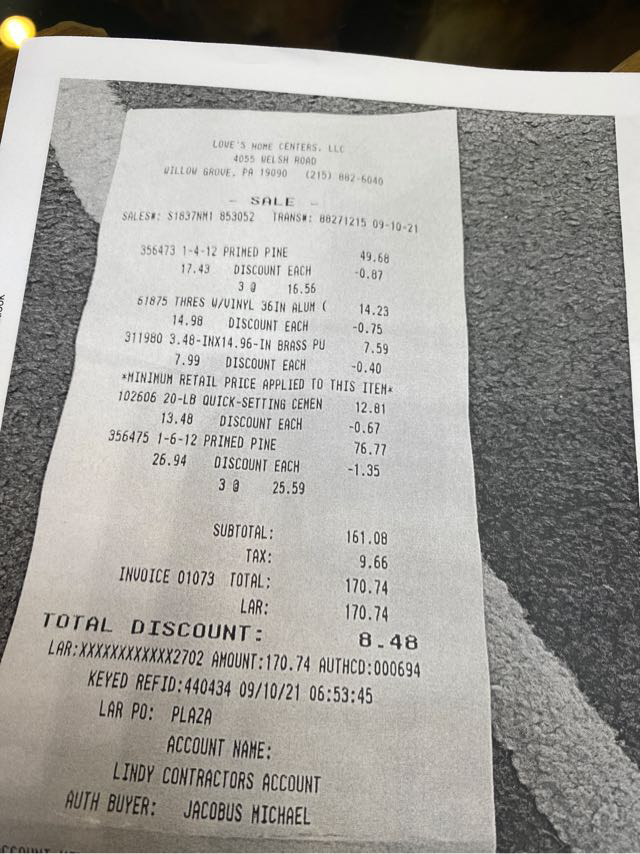 LOWE'S HOME CENTERS, LLC
4055 WELSH ROAD
WILLOW GROVE, PA 19090 (215) 882-6040
- SALE -
SALES#: S1837NM1 853052 TRANS#: 88271215 09-10-21
356473 1-4-12 PRIMED PINE 49.68
17.43 DISCOUNT EACH -0.87
3 @ 16.56
61875 THRES W/VINYL 36IN ALUM ( 14.23
14.98 DISCOUNT EACH -0.75
311980 3.48-INX14.96-IN BRASS PU 7.59
7.99 DISCOUNT EACH -0.40
*MINIMUM RETAIL PRICE APPLIED TO THIS ITEM*
102606 20-LB QUICK-SETTING CEMEN 12.81
13.48 DISCOUNT EACH -0.67
356475 1-6-12 PRIMED PINE 76.77
26.94 DISCOUNT EACH -1.35
3 @ 25.59
SUBTOTAL: 161.08
TAX: 9.66
INVOICE 01073 TOTAL: 170.74
LAR: 170.74
TOTAL DISCOUNT: 8.48
LAR:XXXXXXXXXXXX2702 AMOUNT:170.74 AUTHCD:000694
KEYED REFID:440434 09/10/21 06:53:45
LAR PO: PLAZA
ACCOUNT NAME:
LINDY CONTRACTORS ACCOUNT
AUTH BUYER: JACOBUS MICHAEL